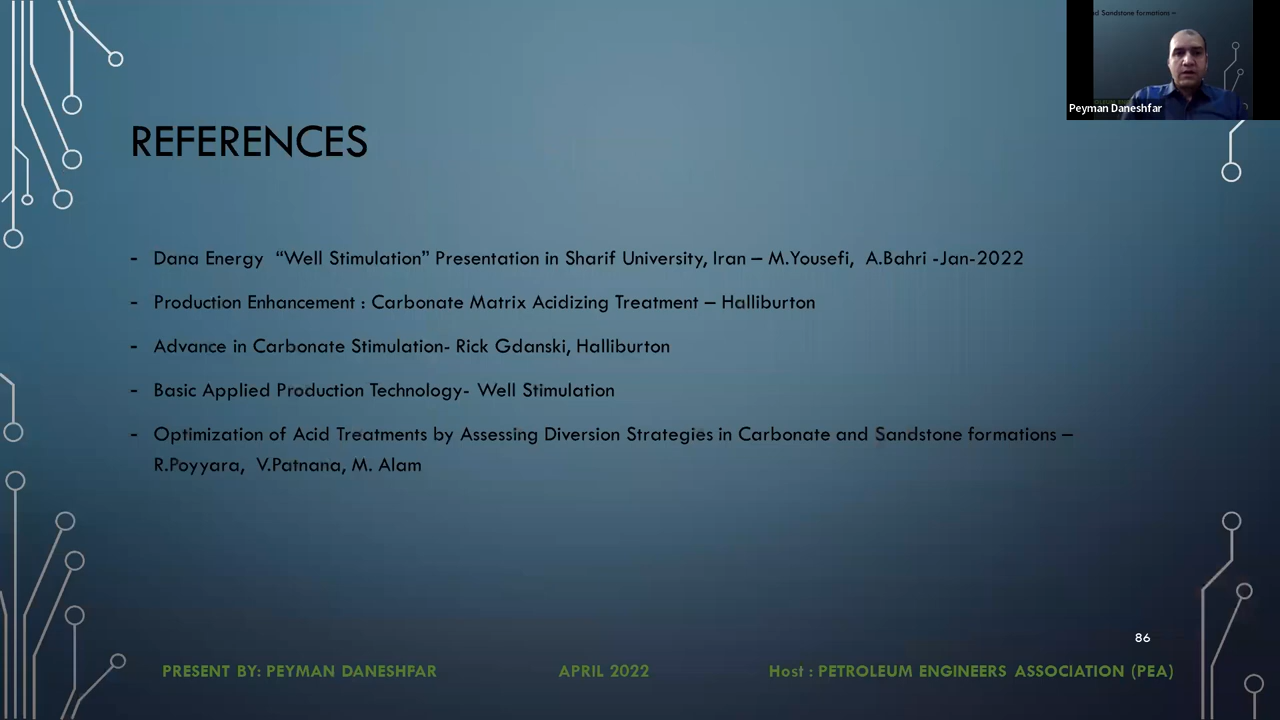 d Sandstone formations –
Peyman Daneshfar
REFERENCES
- Dana Energy “Well Stimulation” Presentation in Sharif University, Iran – M.Yousefi, A.Bahri -Jan-2022
- Production Enhancement : Carbonate Matrix Acidizing Treatment – Halliburton
- Advance in Carbonate Stimulation- Rick Gdanski, Halliburton
- Basic Applied Production Technology- Well Stimulation
- Optimization of Acid Treatments by Assessing Diversion Strategies in Carbonate and Sandstone formations –
R.Poyyara, V.Patnana, M. Alam
86
PRESENT BY: PEYMAN DANESHFAR APRIL 2022 Host : PETROLEUM ENGINEERS ASSOCIATION (PEA)